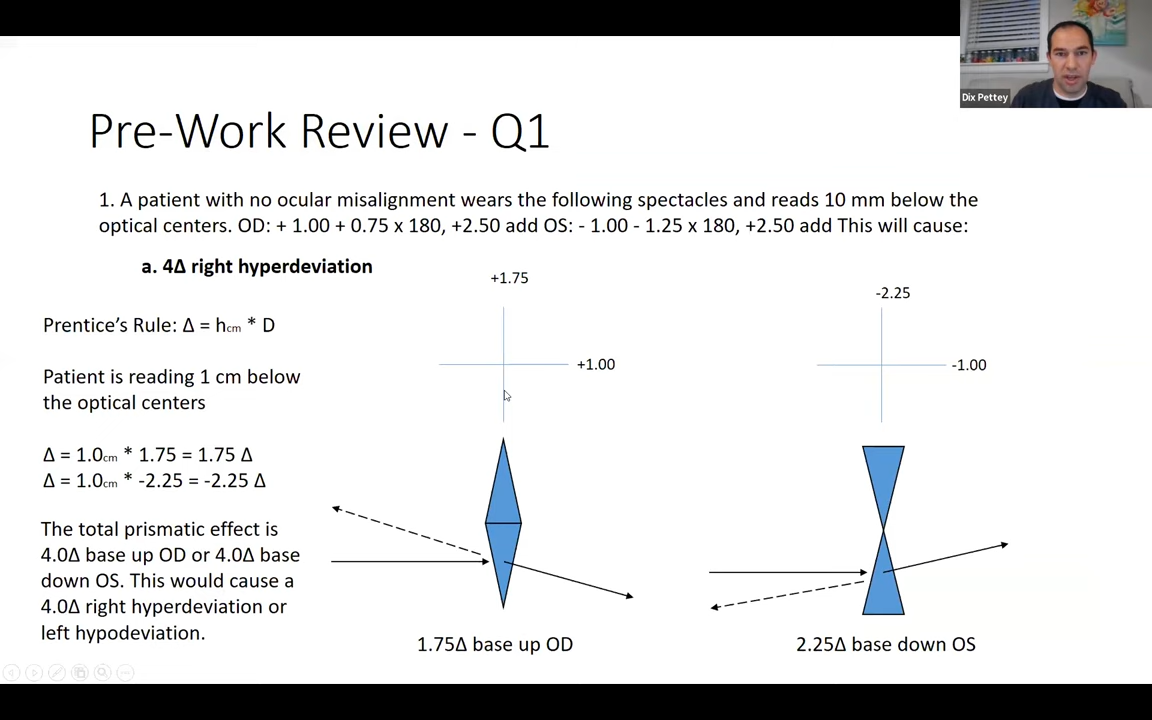 Dix Pettey
Pre-Work Review - Q1
1. A patient with no ocular misalignment wears the following spectacles and reads 10 mm below the
optical centers. OD: + 1.00 + 0.75 x 180, +2.50 add OS: - 1.00 - 1.25 x 180, +2.50 add This will cause:
a. 4Δ right hyperdeviation
Prentice's Rule: Δ = hcm * D
Patient is reading 1 cm below
the optical centers
Δ = 1.0cm * 1.75 = 1.75 Δ
Δ = 1.0cm * -2.25 = -2.25 Δ
The total prismatic effect is
4.0Δ base up OD or 4.0Δ base
down OS. This would cause a
4.0Δ right hyperdeviation or
left hypodeviation.
+1.75
+1.00
1.75Δ base up OD
-2.25
-1.00
2.25Δ base down OS